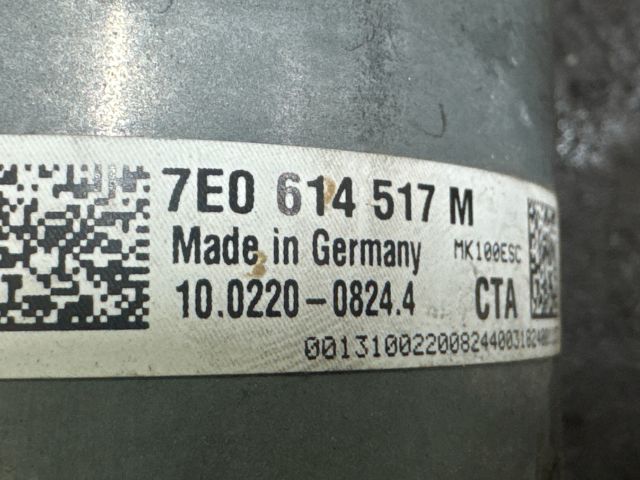 7E0 614 517 M
Made in Germany MK100ESC
10.0220-0824.4 CTA